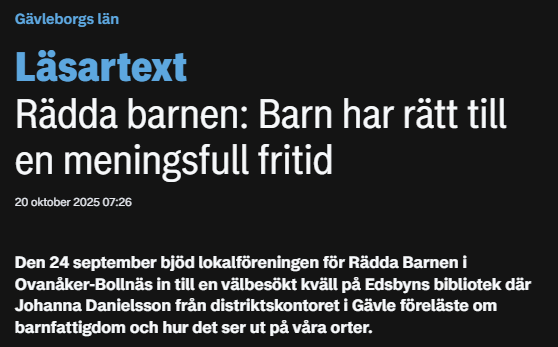 Gävleborgs län
Läsartext
Rädda barnen: Barn har rätt till
en meningsfull fritid
20 oktober 2025 07:26
Den 24 september bjöd lokalföreningen för Rädda Barnen i
Ovanåker-Bollnäs in till en välbesökt kväll på Edsbyns bibliotek där
Johanna Danielsson från distriktskontoret i Gävle föreläste om
barnfattigdom och hur det ser ut på våra orter.